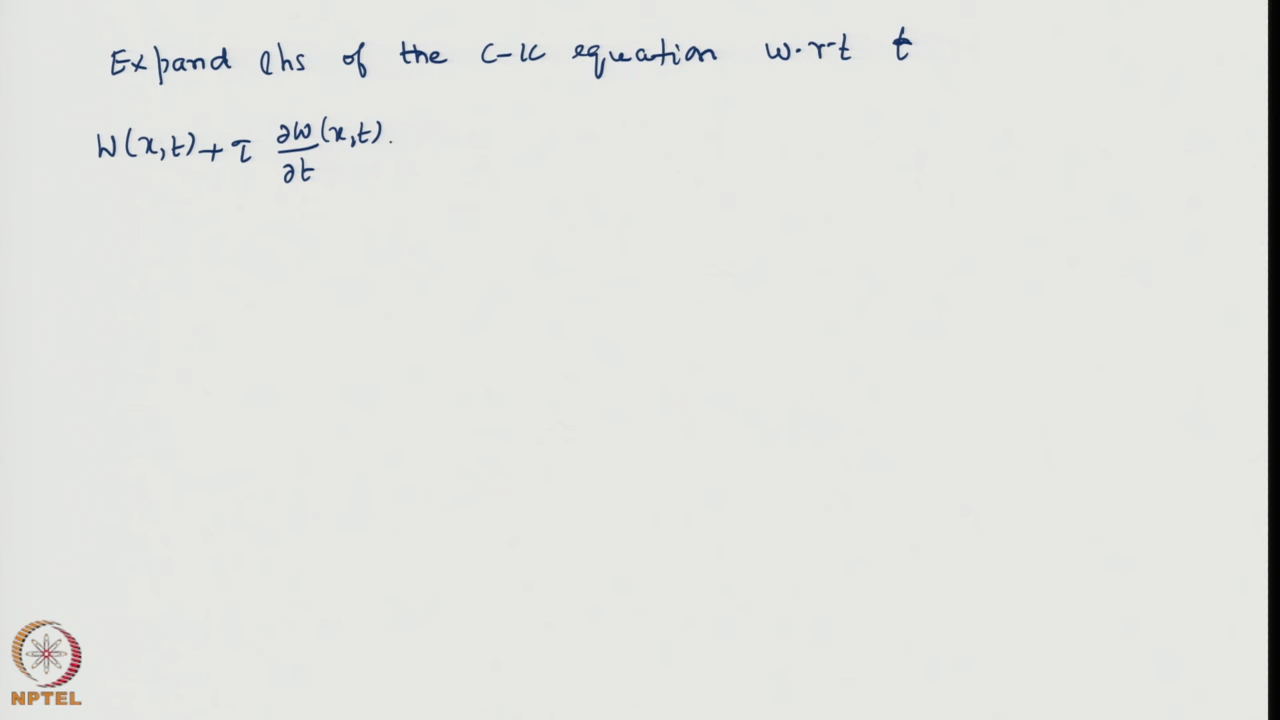 Expand lhs of the C-K equation w.r.t t
W(x,t) + τ ∂W(x,t)/∂t
NPTEL